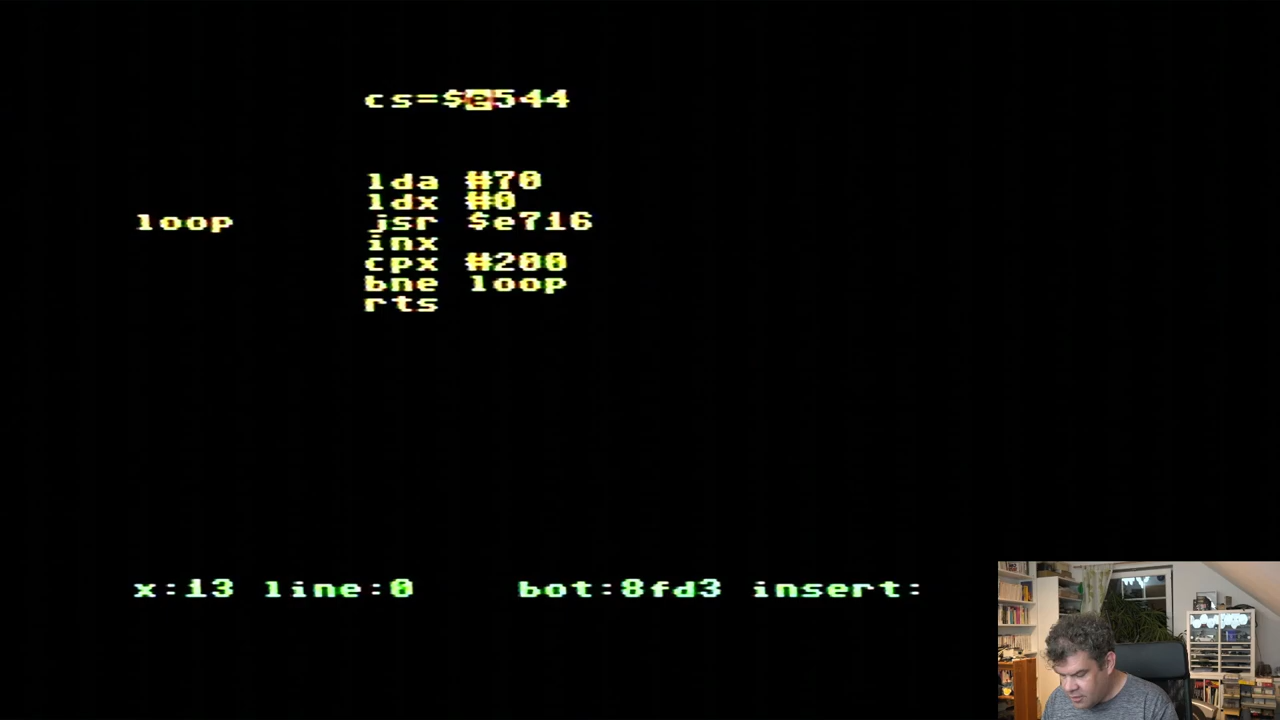 cs=$e544
lda #70
ldx #0
loop jsr $e716
inx
cpx #200
bne loop
rts
x:13 line:0 bot:8fd3 insert: